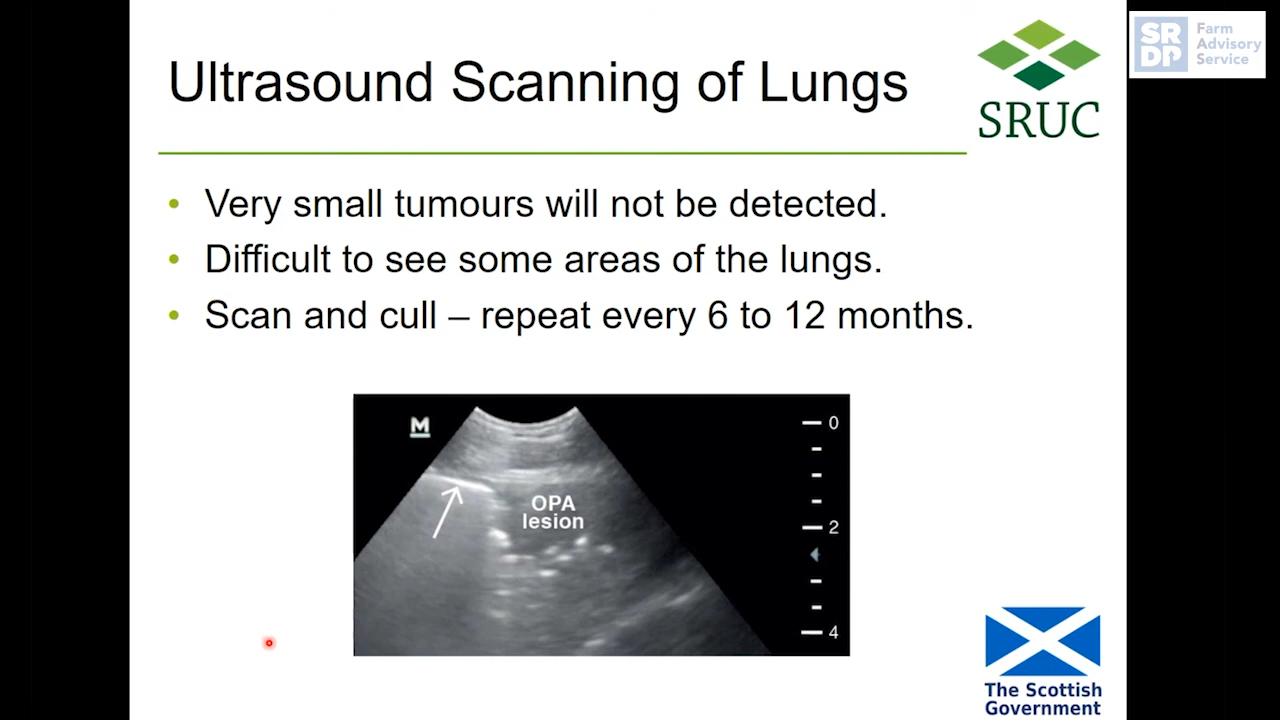 Ultrasound Scanning of Lungs
SRUC
SRDP
Farm
Advisory
Service
• Very small tumours will not be detected.
• Difficult to see some areas of the lungs.
• Scan and cull – repeat every 6 to 12 months.
M
0
OPA
lesion
2
4
The Scottish
Government